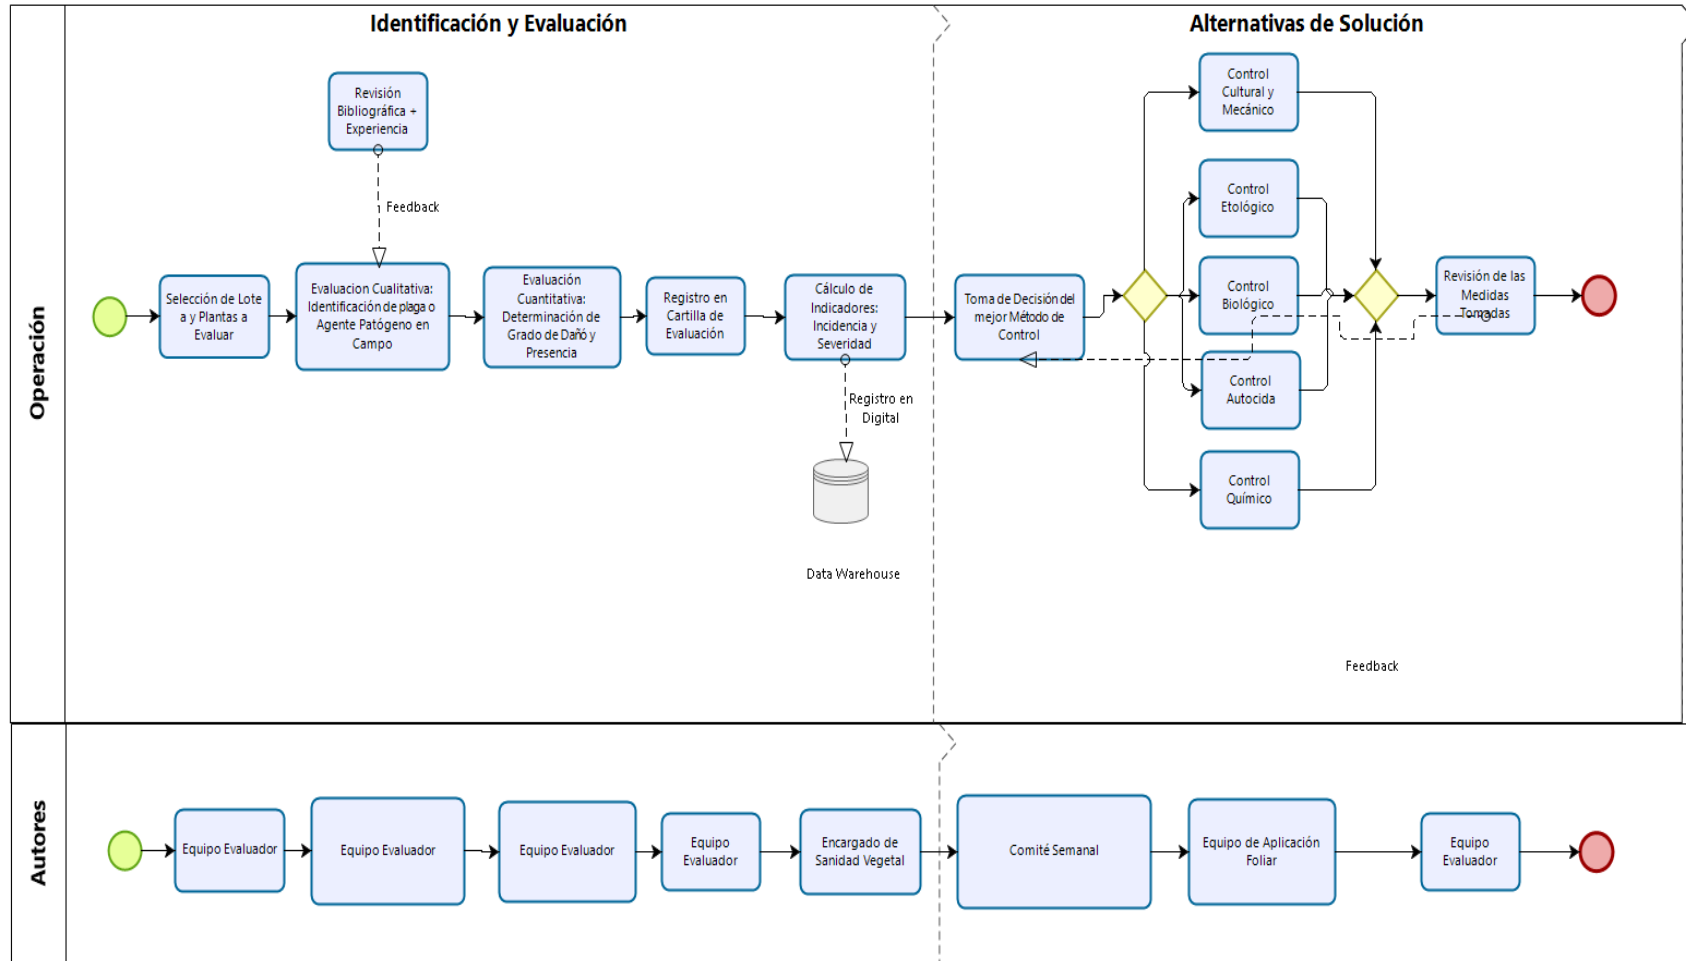 Identificación y Evaluación
Alternativas de Solución
Operación
Revisión
Bibliográfica +
Experiencia
Feedback
Selección de Lote
a y Plantas a
Evaluar
Evaluacion Cualitativa:
Identificación de plaga o
Agente Patógeno en
Campo
Evaluación
Cuantitativa:
Determinación de
Grado de Dañó y
Presencia
Registro en
Cartilla de
Evaluación
Cálculo de
Indicadores:
Incidencia y
Severidad
Registro en
Digital
Data Warehouse
Toma de Decisión del
mejor Método de
Control
Control
Cultural y
Mecánico
Control
Etológico
Control
Biológico
Control
Autocida
Control
Químico
Revisión de las
Medidas
Tomadas
Feedback
Autores
Equipo Evaluador
Equipo Evaluador
Equipo Evaluador
Equipo
Evaluador
Encargado de
Sanidad Vegetal
Comité Semanal
Equipo de Aplicación
Foliar
Equipo
Evaluador